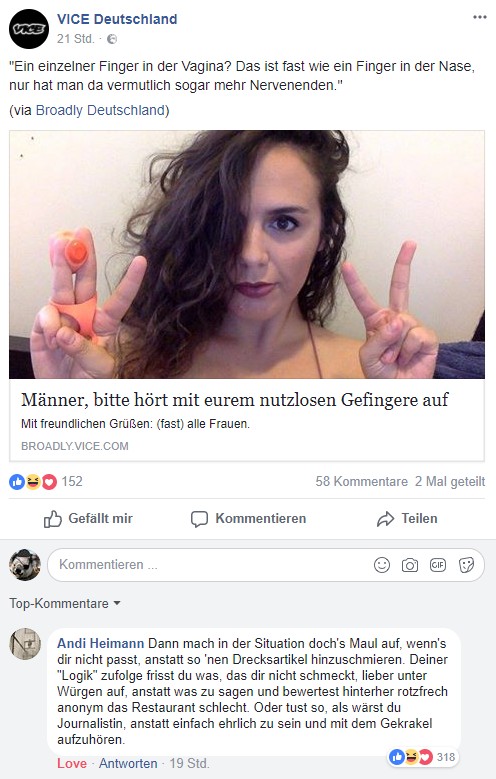 VICE
VICE Deutschland
21 Std. ·
"Ein einzelner Finger in der Vagina? Das ist fast wie ein Finger in der Nase,
nur hat man da vermutlich sogar mehr Nervenenden."
(via Broadly Deutschland)
Männer, bitte hört mit eurem nutzlosen Gefingere auf
Mit freundlichen Grüßen: (fast) alle Frauen.
BROADLY.VICE.COM
152 58 Kommentare 2 Mal geteilt
Gefällt mir Kommentieren Teilen
Kommentieren ... GIF
Top-Kommentare
Andi Heimann Dann mach in der Situation doch's Maul auf, wenn's
dir nicht passt, anstatt so 'nen Drecksartikel hinzuschmieren. Deiner
"Logik" zufolge frisst du was, das dir nicht schmeckt, lieber unter
Würgen auf, anstatt was zu sagen und bewertest hinterher rotzfrech
anonym das Restaurant schlecht. Oder tust so, als wärst du
Journalistin, anstatt einfach ehrlich zu sein und mit dem Gekrakel
aufzuhören.
318
Love · Antworten · 19 Std.